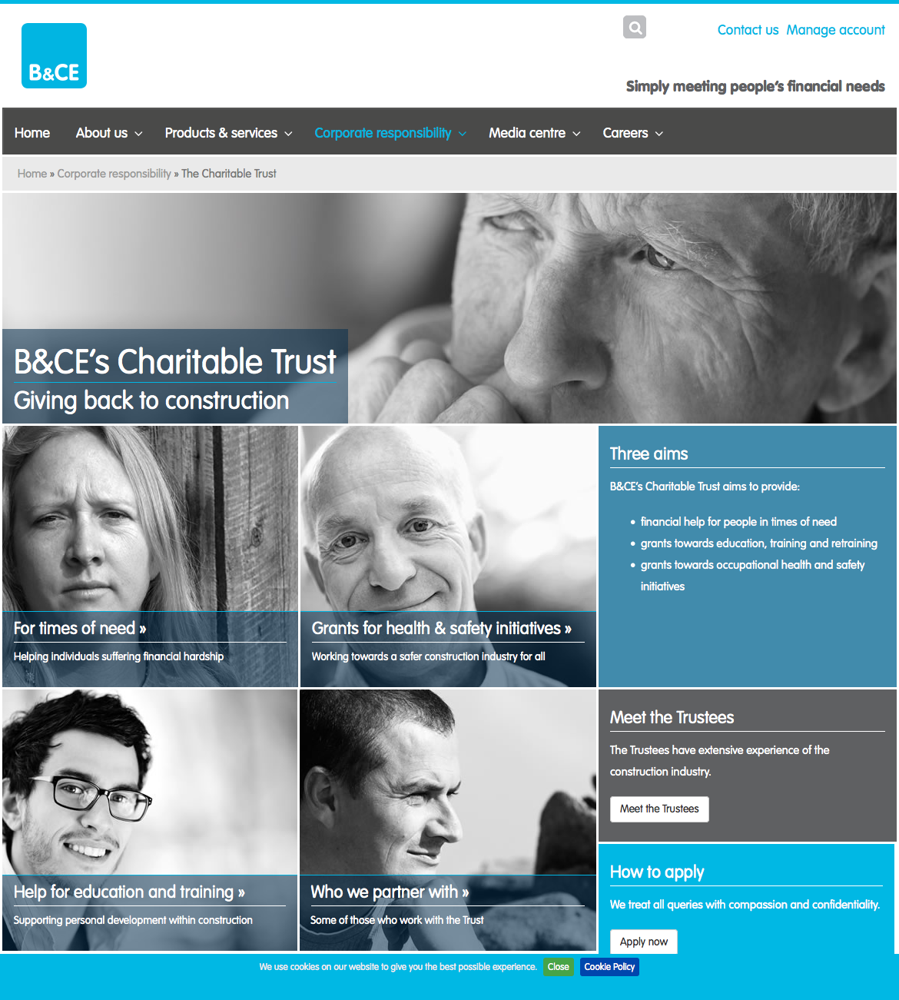 B&CE
Contact us Manage account
Simply meeting people's financial needs
Home About us Products & services Corporate responsibility Media centre Careers
Home » Corporate responsibility » The Charitable Trust
B&CE's Charitable Trust
Giving back to construction
For times of need »
Helping individuals suffering financial hardship
Grants for health & safety initiatives »
Working towards a safer construction industry for all
Three aims
B&CE's Charitable Trust aims to provide:
• financial help for people in times of need
• grants towards education, training and retraining
• grants towards occupational health and safety
initiatives
Help for education and training »
Supporting personal development within construction
Who we partner with »
Some of those who work with the Trust
Meet the Trustees
The Trustees have extensive experience of the
construction industry.
Meet the Trustees
How to apply
We treat all queries with compassion and confidentiality.
Apply now
We use cookies on our website to give you the best possible experience. Close Cookie Policy